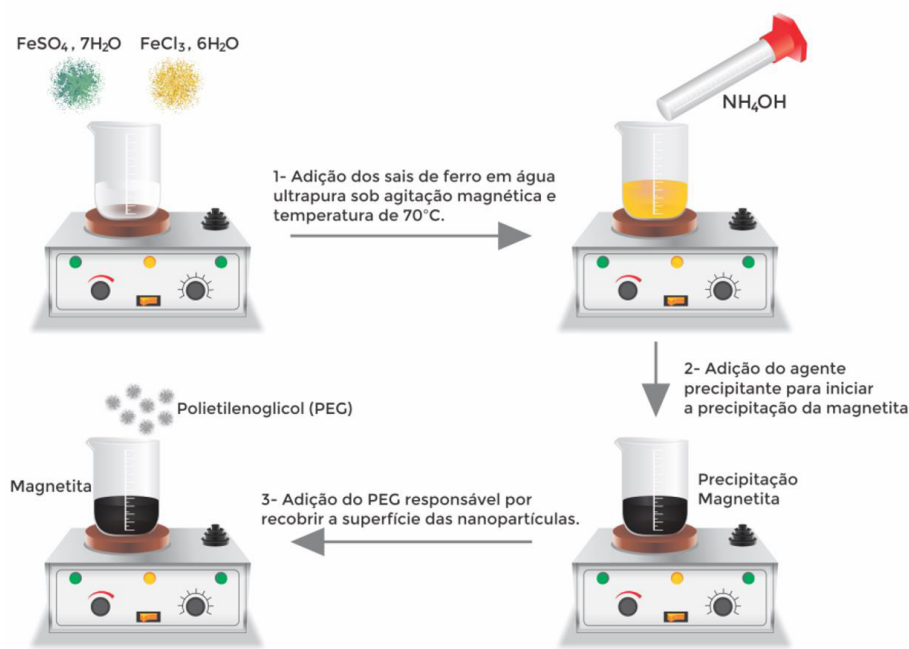 FeSO₄ , 7H₂O
FeCl₃ , 6H₂O
NH₄OH
1- Adição dos sais de ferro em água
ultrapura sob agitação magnética e
temperatura de 70°C.
2- Adição do agente
precipitante para iniciar
a precipitação da magnetita
Polietilenoglicol (PEG)
Magnetita
3- Adição do PEG responsável por
recobrir a superfície das nanopartículas.
Precipitação
Magnetita